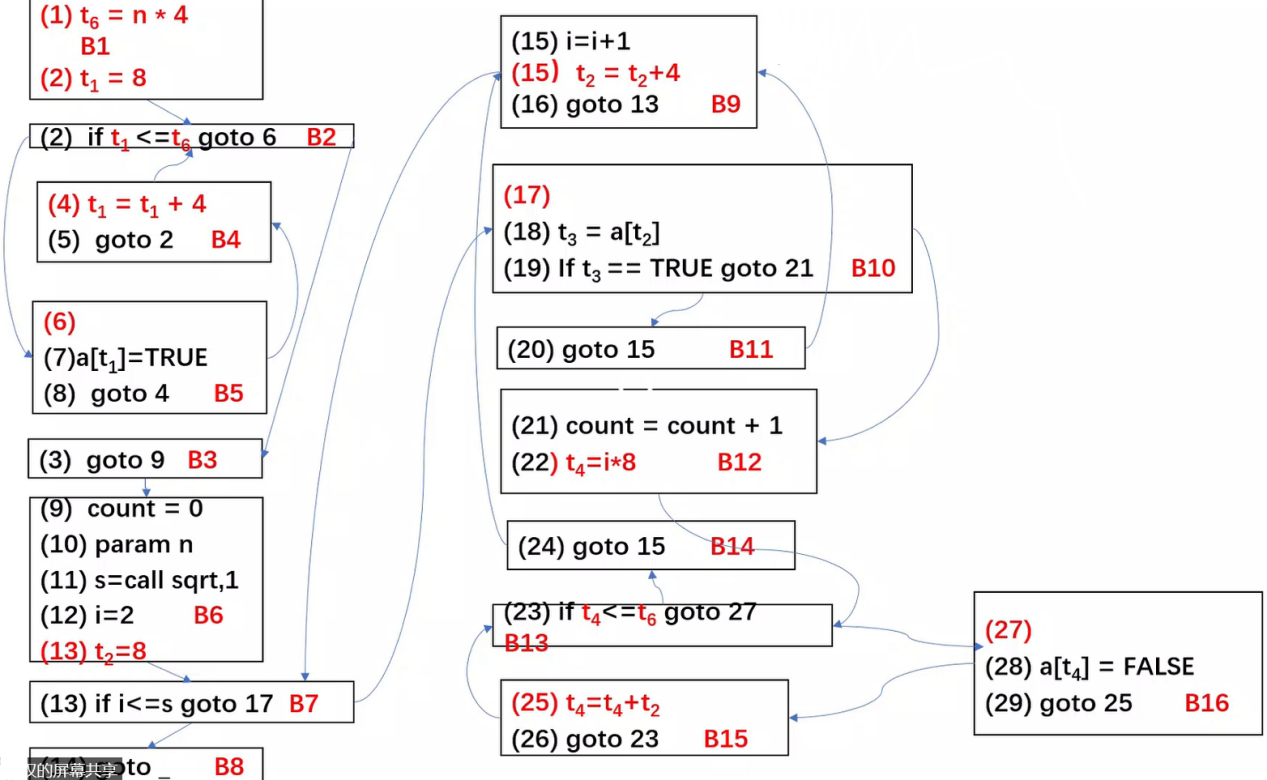 (1) t₆ = n * 4
B1
(2) t₁ = 8
(2) if t₁ <=t₆ goto 6 B2
(4) t₁ = t₁ + 4
(5) goto 2 B4
(6)
(7)a[t₁]=TRUE
(8) goto 4 B5
(3) goto 9 B3
(9) count = 0
(10) param n
(11) s=call sqrt,1
(12) i=2 B6
(13) t₂=8
(13) if i<=s goto 17 B7
goto _ B8
的屏幕共享
(15) i=i+1
(15) t₂ = t₂+4
(16) goto 13 B9
(17)
(18) t₃ = a[t₂]
(19) If t₃ == TRUE goto 21 B10
(20) goto 15 B11
(21) count = count + 1
(22) t₄=i*8 B12
(24) goto 15 B14
(23) if t₄<=t₆ goto 27
B13
(25) t₄=t₄+t₂
(26) goto 23 B15
(27)
(28) a[t₄] = FALSE
(29) goto 25 B16